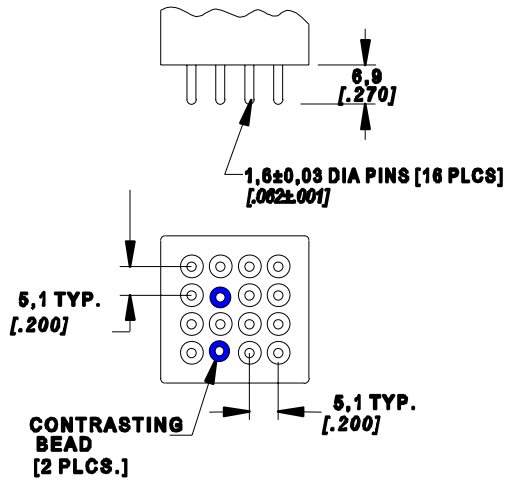 6,9
[.270]
1,6±0,03 DIA PINS [16 PLCS]
[.062±.001]
5,1 TYP.
[.200]
5,1 TYP.
[.200]
CONTRASTING
BEAD
[2 PLCS.]